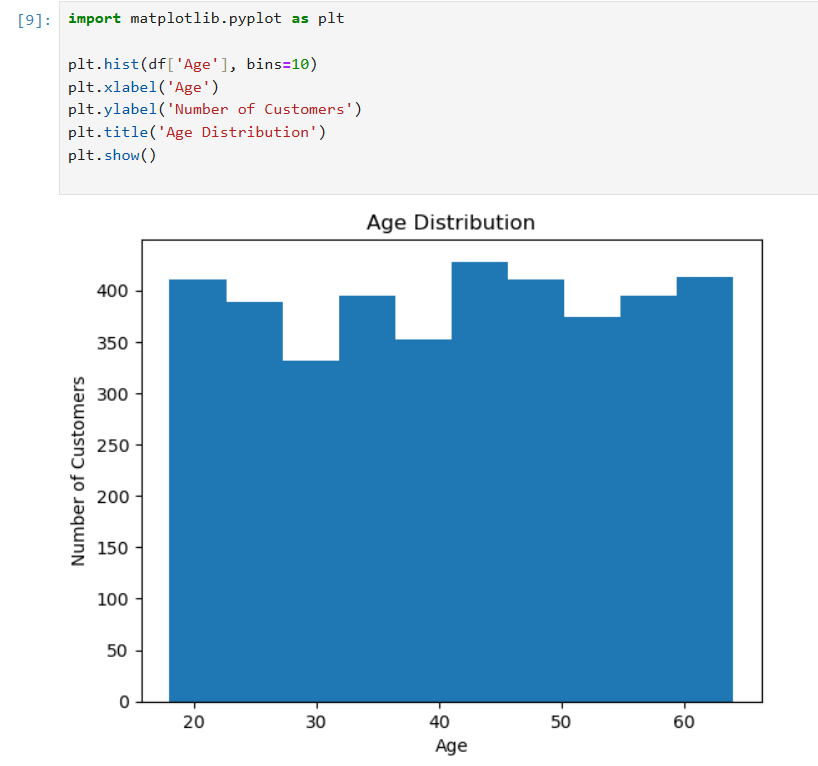 [9]: import matplotlib.pyplot as plt
plt.hist(df['Age'], bins=10)
plt.xlabel('Age')
plt.ylabel('Number of Customers')
plt.title('Age Distribution')
plt.show()
Age Distribution
Number of Customers
400
350
300
250
200
150
100
50
0
20 30 40 50 60
Age